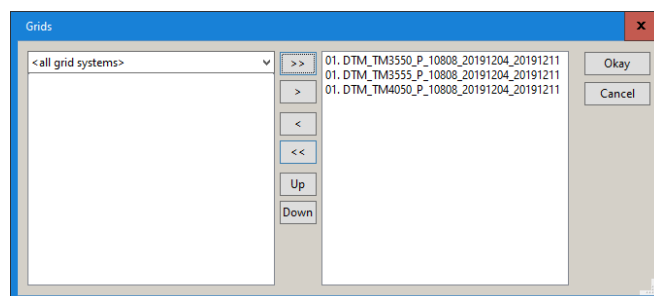 Grids
x
<all grid systems>
>>
01. DTM_TM3550_P_10808_20191204_20191211
01. DTM_TM3555_P_10808_20191204_20191211
01. DTM_TM4050_P_10808_20191204_20191211
Okay
>
Cancel
<
<<
Up
Down